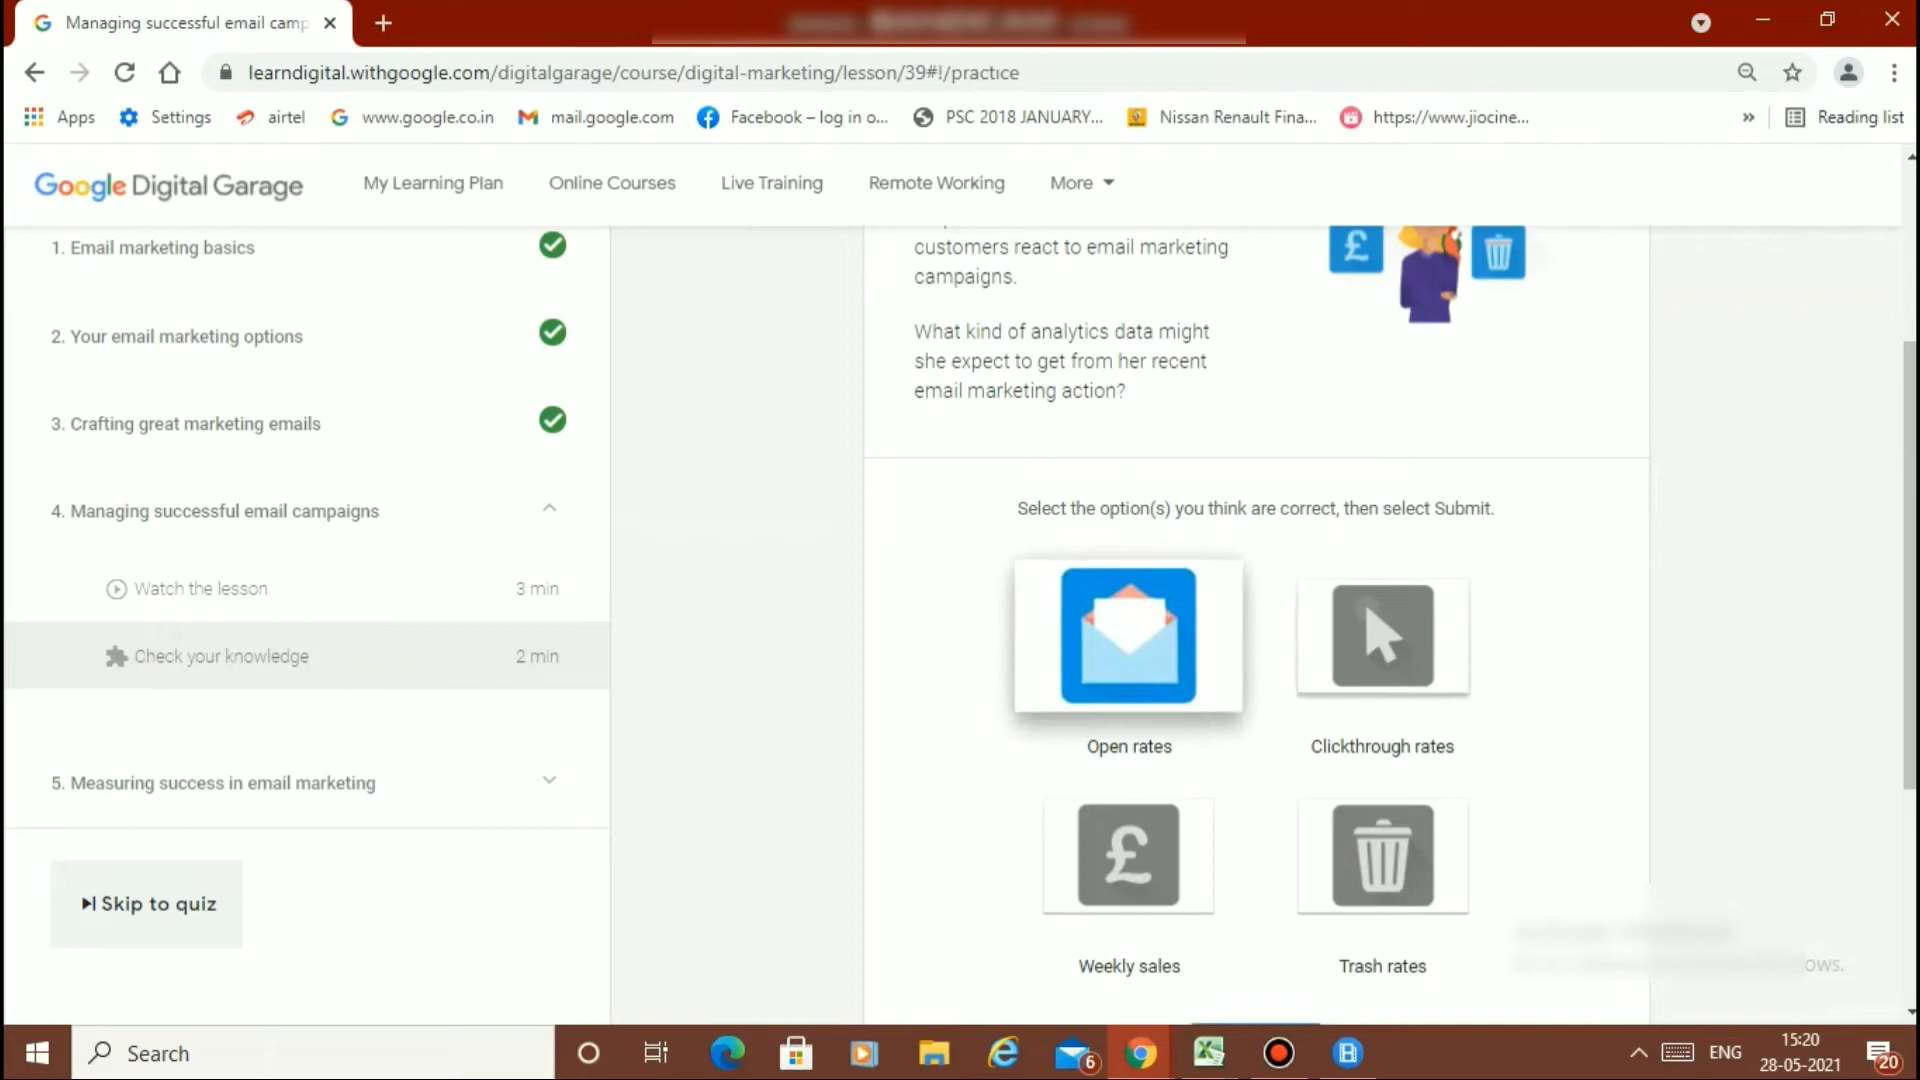 Managing successful email camp
learndigital.withgoogle.com/digitalgarage/course/digital-marketing/lesson/39#!/practice
Apps Settings airtel www.google.co.in mail.google.com Facebook – log in o... PSC 2018 JANUARY... Nissan Renault Fina... https://www.jiocine... » Reading list
Google Digital Garage My Learning Plan Online Courses Live Training Remote Working More
1. Email marketing basics
2. Your email marketing options
3. Crafting great marketing emails
4. Managing successful email campaigns
Watch the lesson 3 min
Check your knowledge 2 min
5. Measuring success in email marketing
Skip to quiz
£
customers react to email marketing
campaigns.
What kind of analytics data might
she expect to get from her recent
email marketing action?
Select the option(s) you think are correct, then select Submit.
Open rates Clickthrough rates
£
Weekly sales Trash rates
ows.
Search
6
ENG
15:20
28-05-2021
20